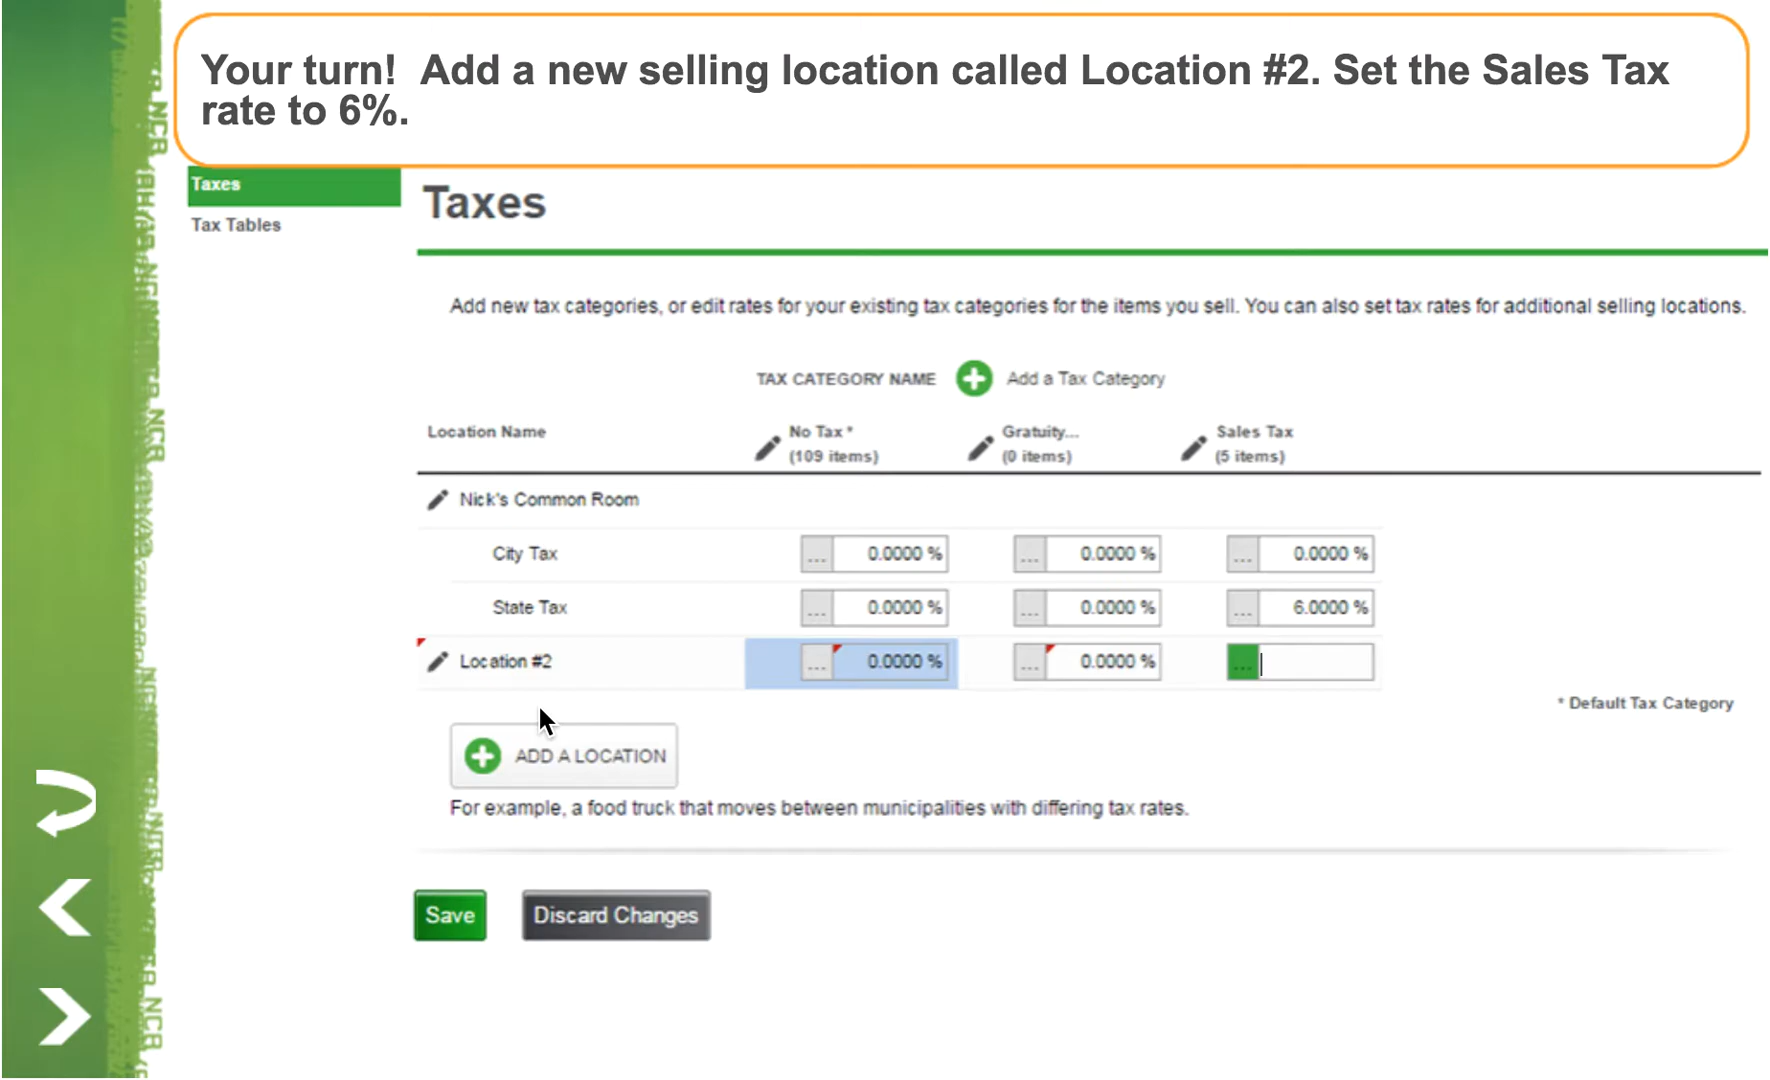 Your turn!  Add a new selling location called Location #2. Set the Sales Tax
rate to 6%.
Taxes
Tax Tables
Taxes
Add new tax categories, or edit rates for your existing tax categories for the items you sell. You can also set tax rates for additional selling locations.
TAX CATEGORY NAME Add a Tax Category
Location Name No Tax * Gratuity... Sales Tax
(109 items) (0 items) (5 items)
Nick's Common Room
City Tax ... 0.0000 % ... 0.0000 % ... 0.0000 %
State Tax ... 0.0000 % ... 0.0000 % ... 6.0000 %
Location #2 ... 0.0000 % ... 0.0000 % ...
* Default Tax Category
ADD A LOCATION
For example, a food truck that moves between municipalities with differing tax rates.
Save Discard Changes